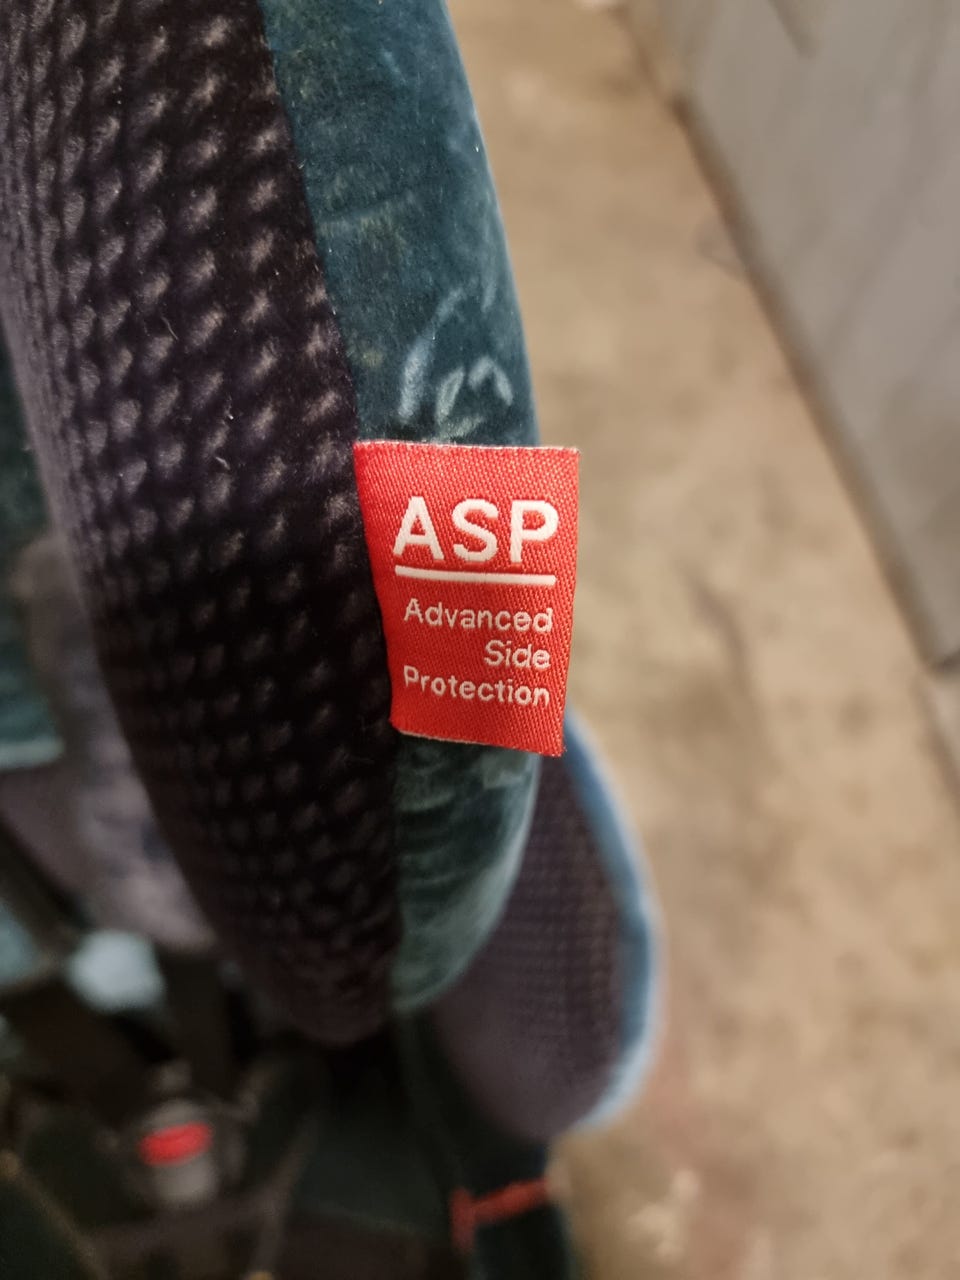 ASP
Advanced
Side
Protection